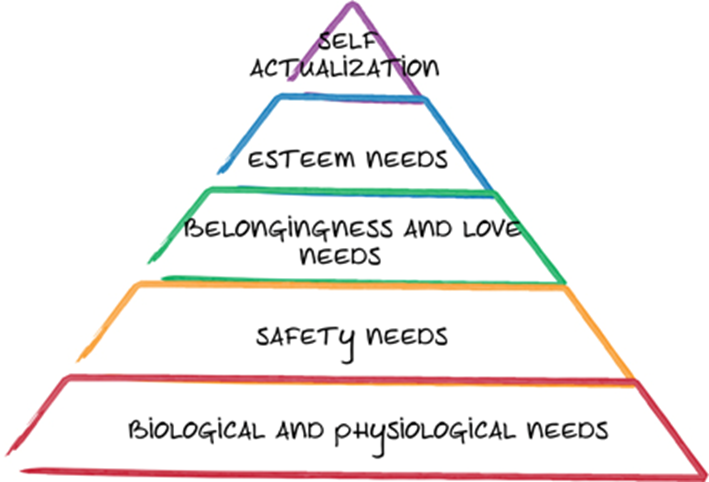 SELF
ACTUALIZATION
ESTEEM NEEDS
BELONGINGNESS AND LOVE
NEEDS
SAFETY NEEDS
BIOLOGICAL AND PHYSIOLOGICAL NEEDS